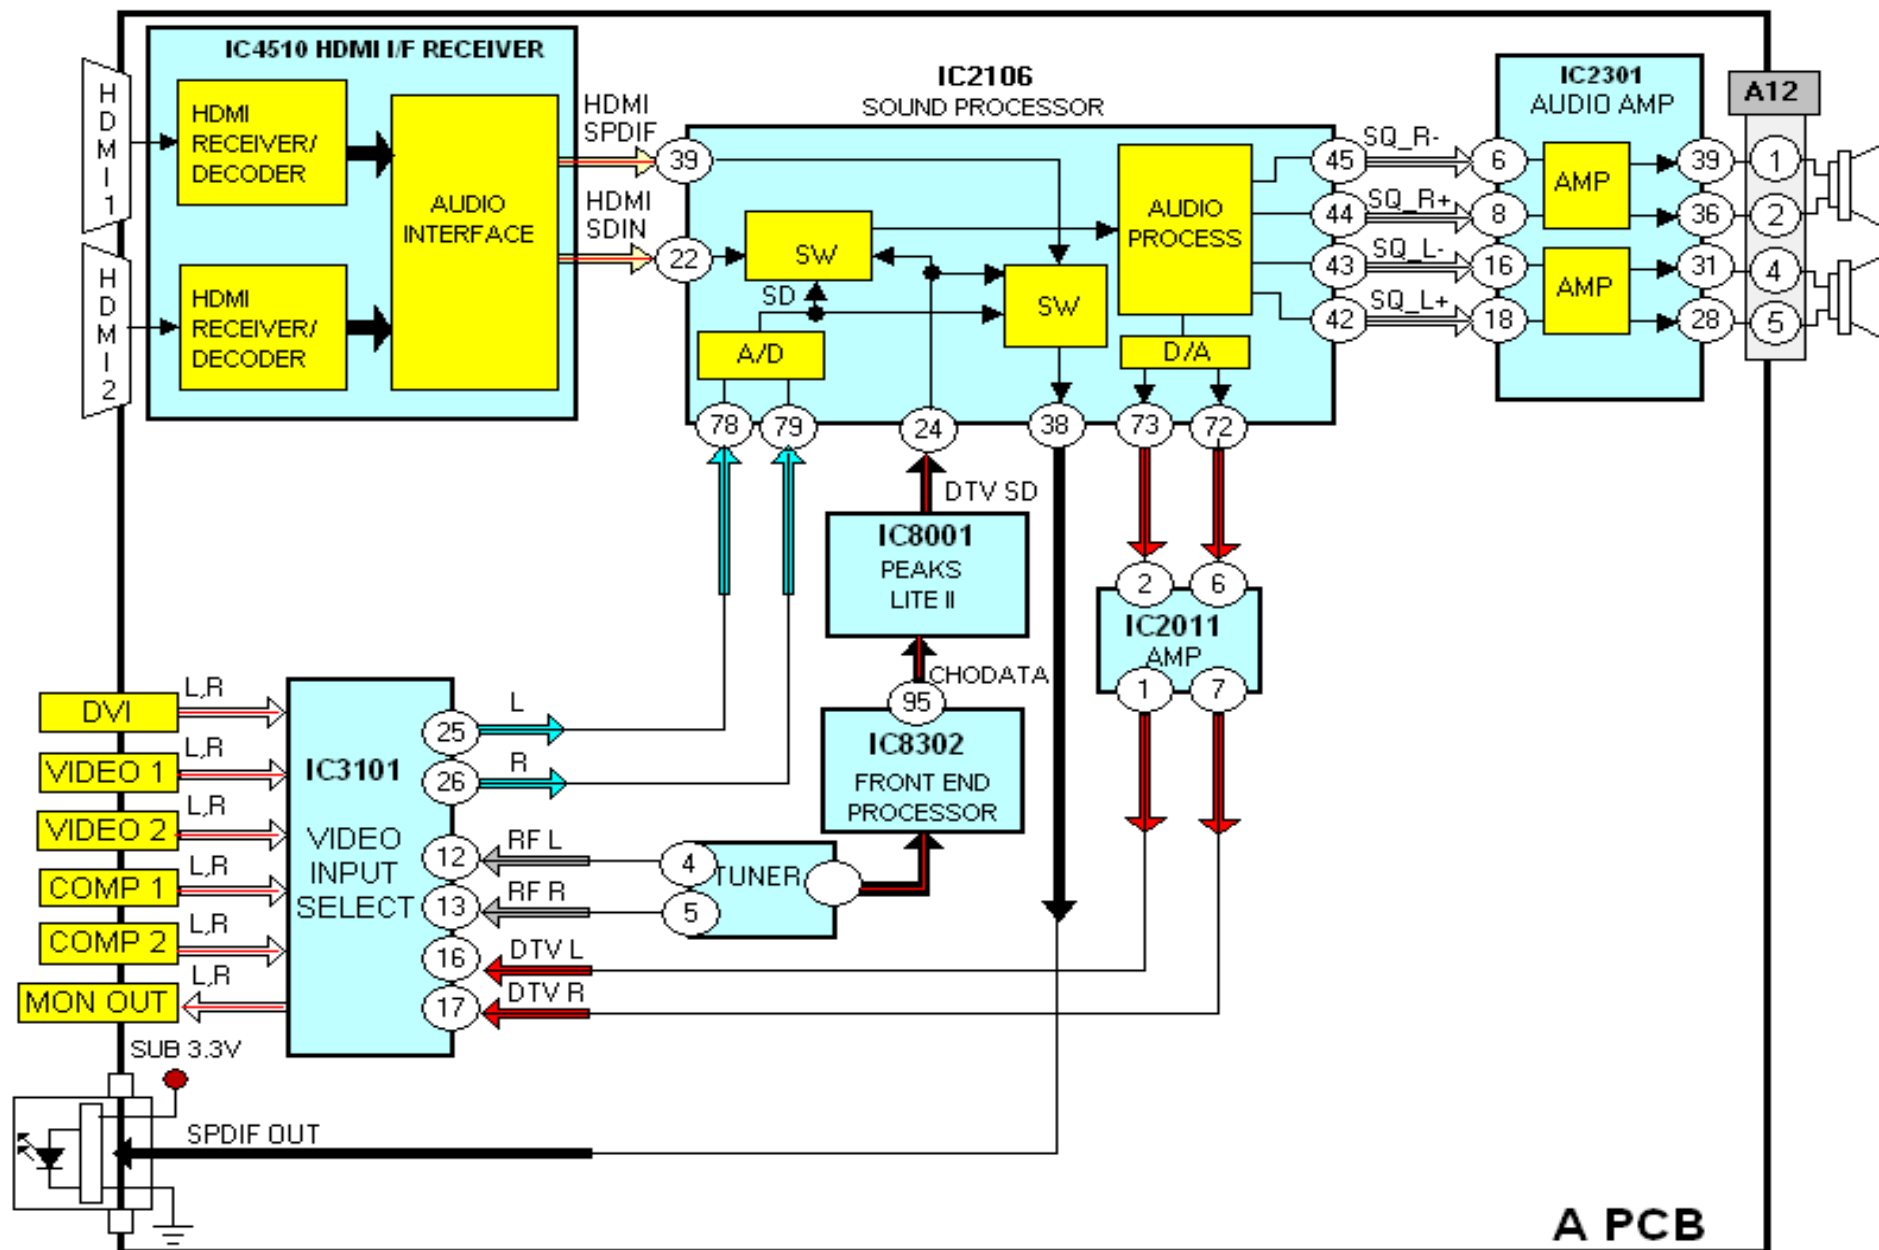 IC4510 HDMI I/F RECEIVER
HDMI 1
HDMI
RECEIVER/
DECODER
AUDIO
INTERFACE
HDMI 2
HDMI
RECEIVER/
DECODER
HDMI
SPDIF
HDMI
SDIN
IC2106
SOUND PROCESSOR
39
22
SW
SD
A/D
SW
AUDIO
PROCESS
D/A
78
79
24
38
73
72
45
44
43
42
SQ_R-
SQ_R+
SQ_L-
SQ_L+
IC2301
AUDIO AMP
6
8
16
18
AMP
AMP
39
36
31
28
A12
1
2
4
5
DTV SD
IC8001
PEAKS
LITE II
CHODATA
95
IC8302
FRONT END
PROCESSOR
2
6
IC2011
AMP
1
7
DVI
L,R
VIDEO 1
L,R
VIDEO 2
L,R
COMP 1
L,R
COMP 2
L,R
MON OUT
L,R
IC3101
VIDEO
INPUT
SELECT
25
L
26
R
12
RF L
13
RF R
16
DTV L
17
DTV R
4
5
TUNER
SUB 3.3V
SPDIF OUT
A PCB